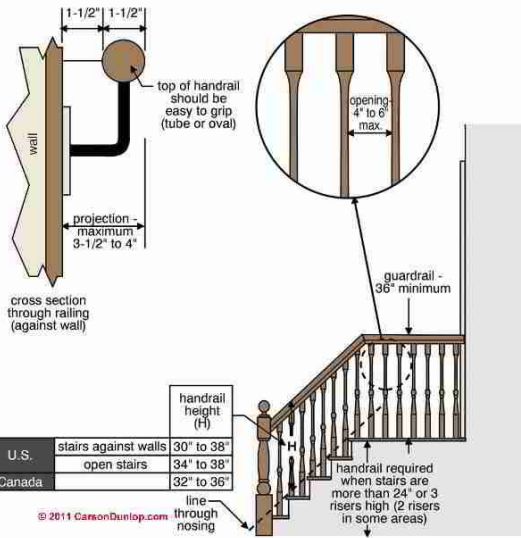 1-1/2" 1-1/2"
top of handrail
should be
easy to grip
(tube or oval)
wall
projection -
maximum
3-1/2" to 4"
cross section
through railing
(against wall)
opening-
4" to 6"
max.
guardrail -
36" minimum
handrail
height
(H)
U.S. stairs against walls 30" to 38"
open stairs 34" to 38"
Canada 32" to 36"
H
line
through
nosing
handrail required
when stairs are
more than 24" or 3
risers high (2 risers
in some areas)
© 2011 CarsonDunlop.com